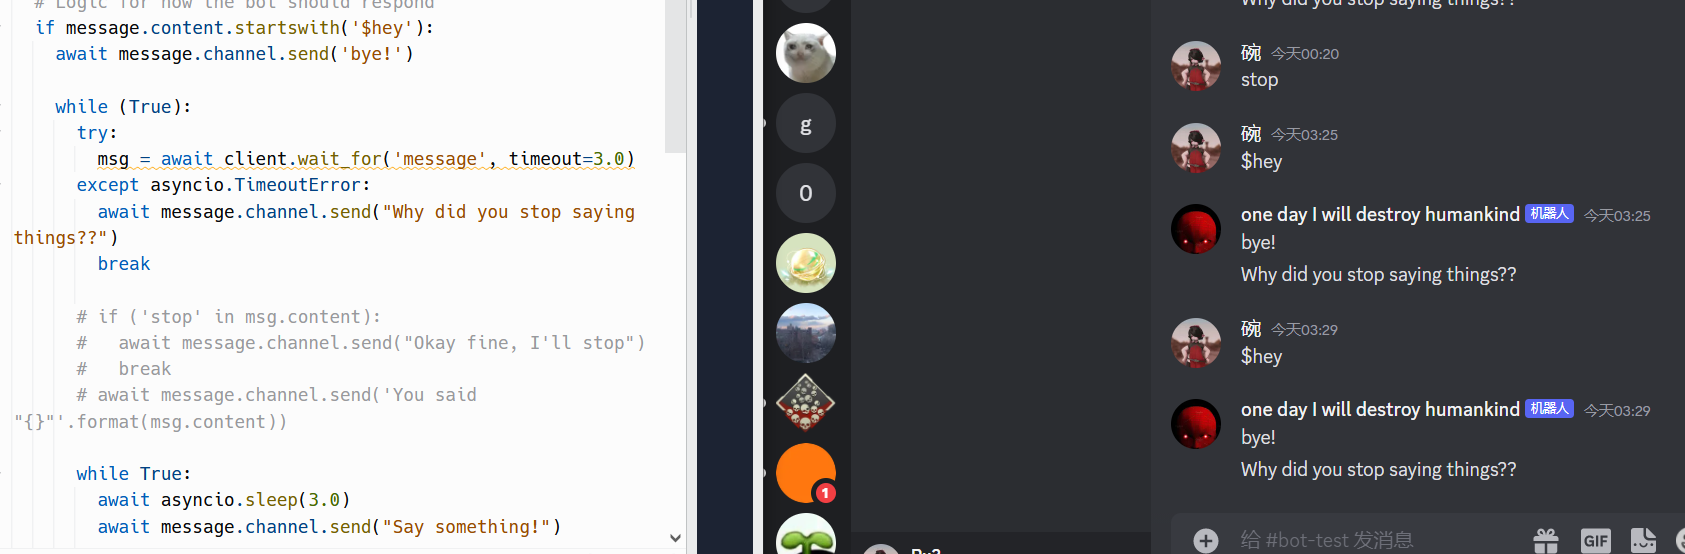 # Logic for how the bot should respond
if message.content.startswith('$hey'):
await message.channel.send('bye!')
while (True):
try:
msg = await client.wait_for('message', timeout=3.0)
except asyncio.TimeoutError:
await message.channel.send("Why did you stop saying
things??")
break
# if ('stop' in msg.content):
#   await message.channel.send("Okay fine, I'll stop")
#   break
# await message.channel.send('You said
"{}"'.format(msg.content))
while True:
await asyncio.sleep(3.0)
await message.channel.send("Say something!")
g
O
1
Why did you stop saying things??
碗 今天00:20
stop
碗 今天03:25
$hey
one day I will destroy humankind 机器人 今天03:25
bye!
Why did you stop saying things??
碗 今天03:29
$hey
one day I will destroy humankind 机器人 今天03:29
bye!
Why did you stop saying things??
给 #bot-test 发消息
GIF